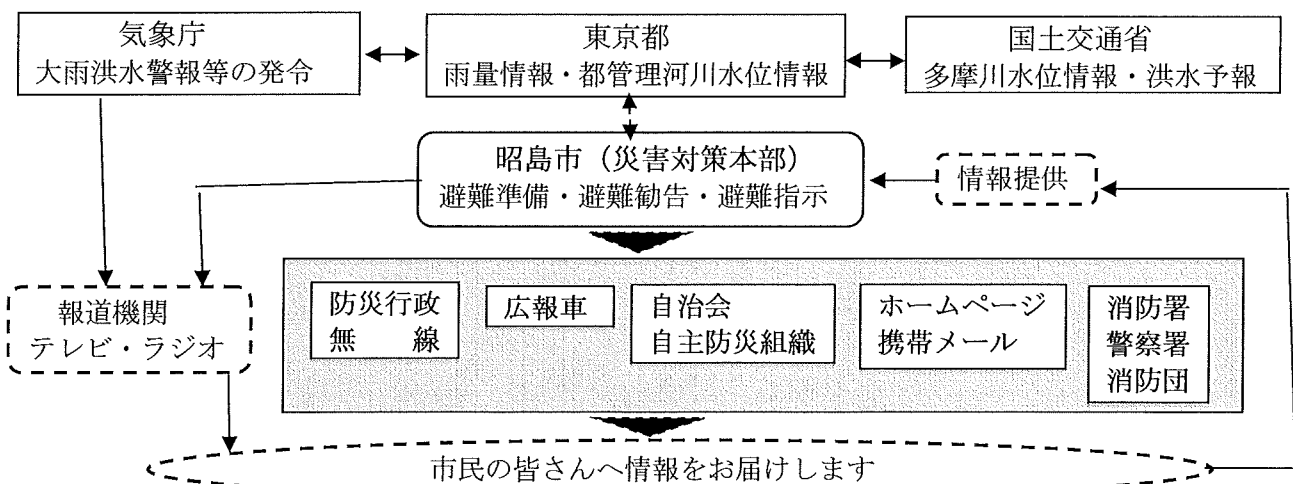 気象庁
大雨洪水警報等の発令
東京都
雨量情報・都管理河川水位情報
国土交通省
多摩川水位情報・洪水予報
昭島市（災害対策本部）
避難準備・避難勧告・避難指示
情報提供
報道機関
テレビ・ラジオ
防災行政
無　　線
広報車
自治会
自主防災組織
ホームページ
携帯メール
消防署
警察署
消防団
市民の皆さんへ情報をお届けします